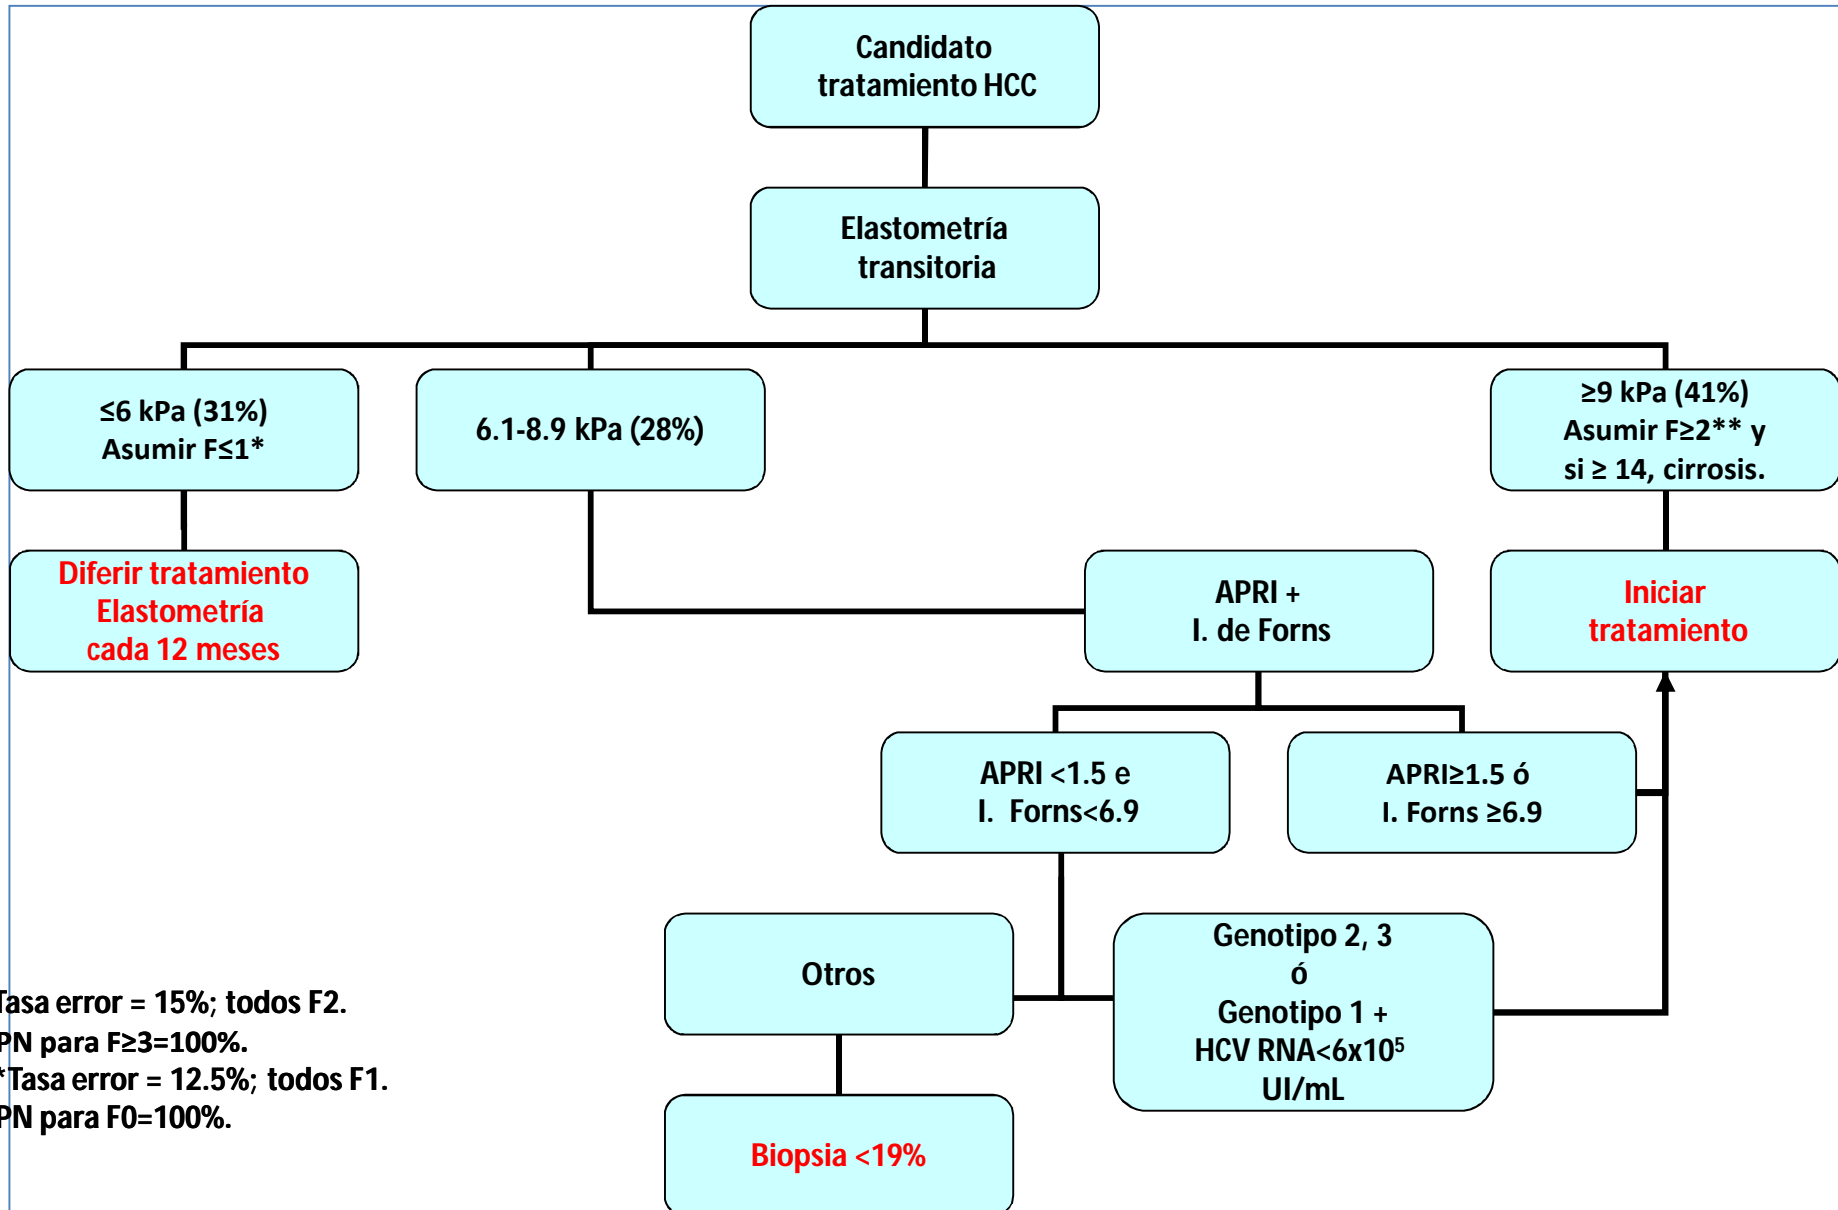 Candidato
tratamiento HCC
Elastometría
transitoria
≤6 kPa (31%)
Asumir F≤1*
6.1-8.9 kPa (28%)
≥9 kPa (41%)
Asumir F≥2** y
si ≥ 14, cirrosis.
Diferir tratamiento
Elastometría
cada 12 meses
APRI +
I. de Forns
Iniciar
tratamiento
APRI <1.5 e
I. Forns<6.9
APRI≥1.5 ó
I. Forns ≥6.9
Otros
Genotipo 2, 3
ó
Genotipo 1 +
HCV RNA<6x10⁵
UI/mL
Biopsia <19%
Tasa error = 15%; todos F2.
PN para F≥3=100%.
*Tasa error = 12.5%; todos F1.
PN para F0=100%.